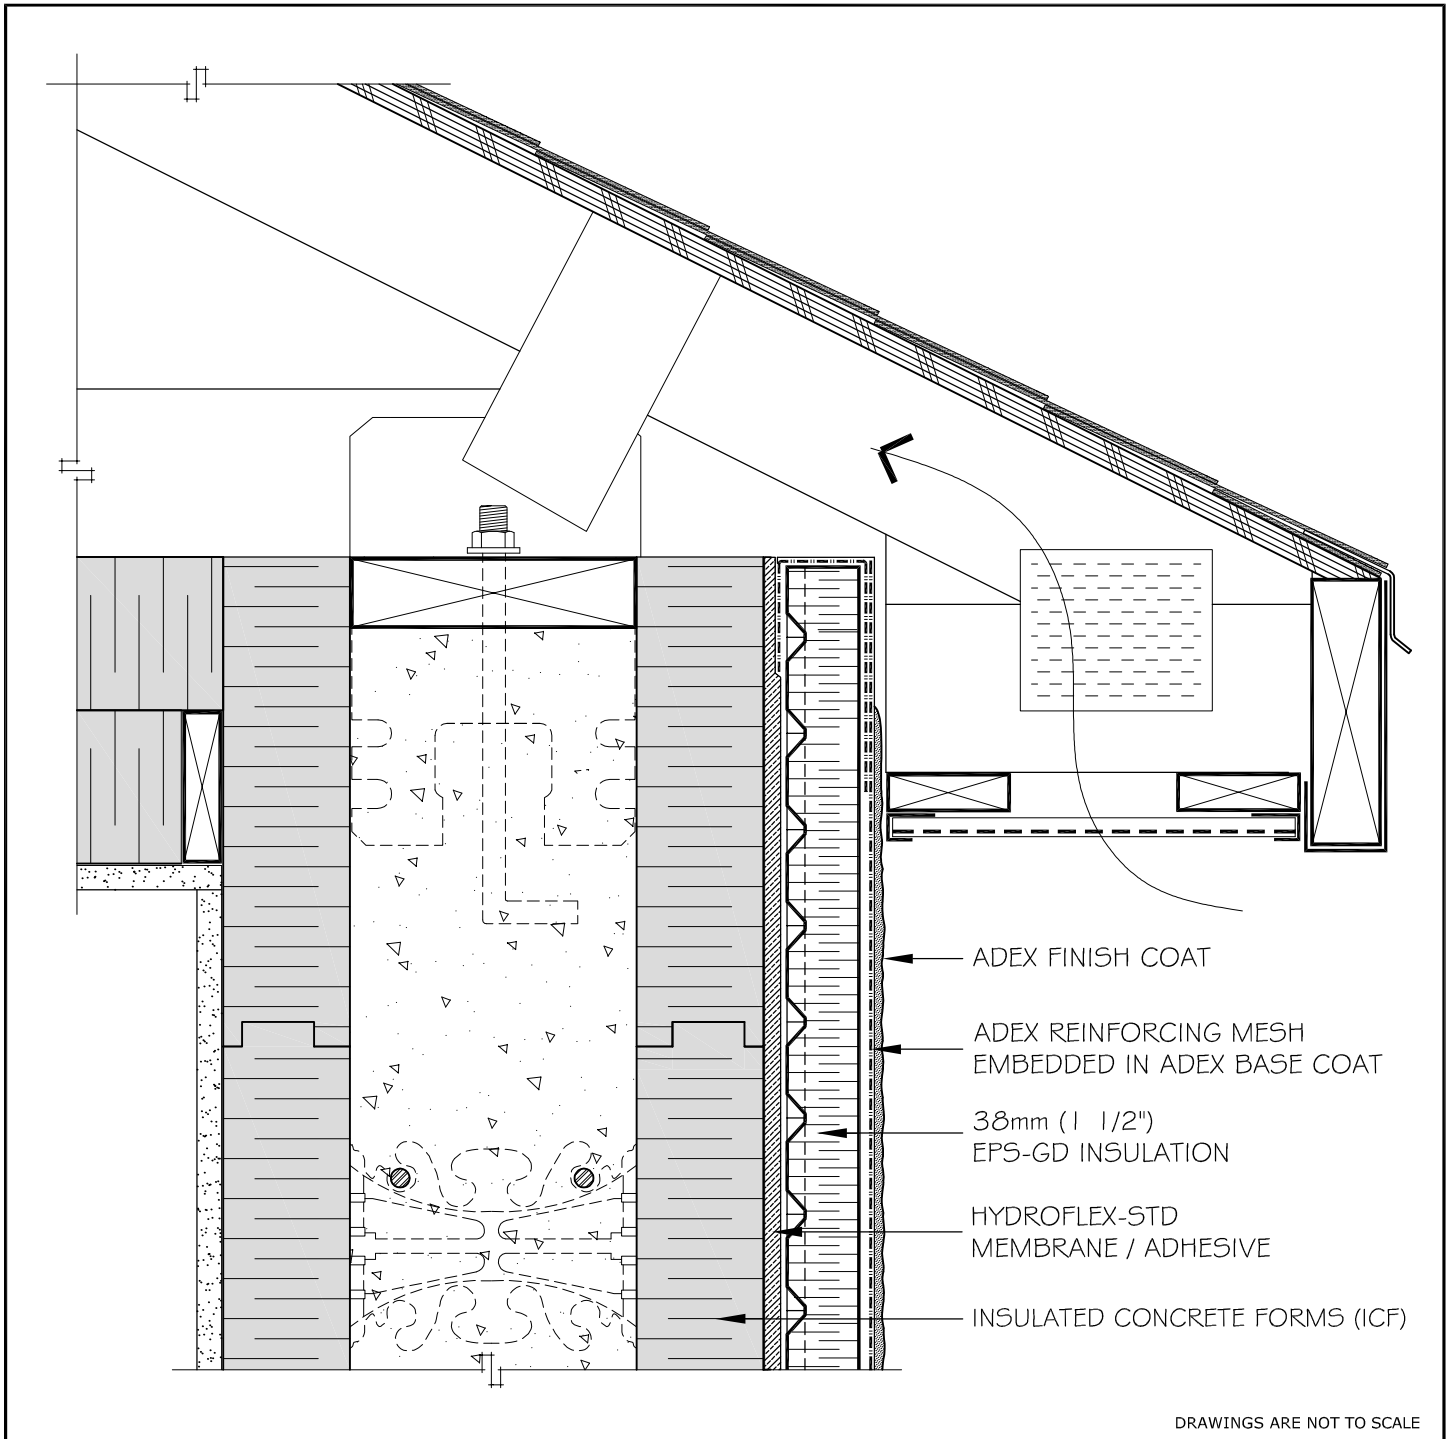 ADEX FINISH COAT
ADEX REINFORCING MESH
EMBEDDED IN ADEX BASE COAT
38mm (1 1/2")
EPS-GD INSULATION
HYDROFLEX-STD
MEMBRANE / ADHESIVE
INSULATED CONCRETE FORMS (ICF)
DRAWINGS ARE NOT TO SCALE